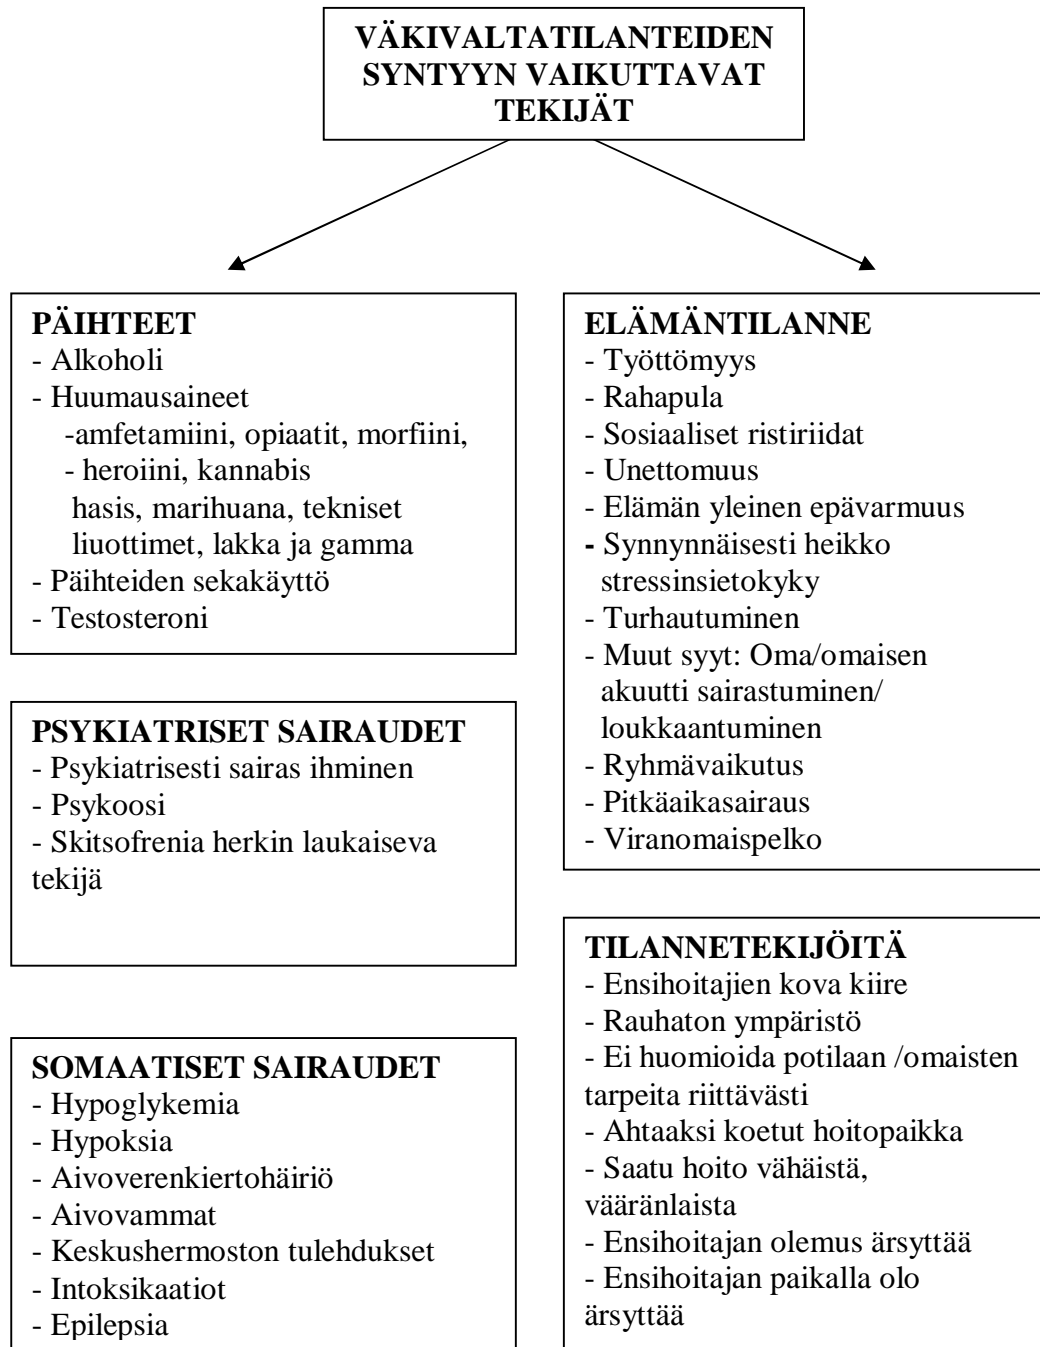 VÄKIVALTATILANTEIDEN
SYNTYYN VAIKUTTAVAT
TEKIJÄT
PÄIHTEET
- Alkoholi
- Huumausaineet
-amfetamiini, opiaatit, morfiini,
- heroiini, kannabis
hasis, marihuana, tekniset
liuottimet, lakka ja gamma
- Päihteiden sekakäyttö
- Testosteroni
PSYKIATRISET SAIRAUDET
- Psykiatrisesti sairas ihminen
- Psykoosi
- Skitsofrenia herkin laukaiseva
tekijä
SOMAATISET SAIRAUDET
- Hypoglykemia
- Hypoksia
- Aivoverenkiertohäiriö
- Aivovammat
- Keskushermoston tulehdukset
- Intoksikaatiot
- Epilepsia
ELÄMÄNTILANNE
- Työttömyys
- Rahapula
- Sosiaaliset ristiriidat
- Unettomuus
- Elämän yleinen epävarmuus
- Synnynnäisesti heikko
stressinsietokyky
- Turhautuminen
- Muut syyt: Oma/omaisen
akuutti sairastuminen/
loukkaantuminen
- Ryhmävaikutus
- Pitkäaikasairaus
- Viranomaispelko
TILANNETEKIJÖITÄ
- Ensihoitajien kova kiire
- Rauhaton ympäristö
- Ei huomioida potilaan /omaisten
tarpeita riittävästi
- Ahtaaksi koetut hoitopaikka
- Saatu hoito vähäistä,
vääränlaista
- Ensihoitajan olemus ärsyttää
- Ensihoitajan paikalla olo
ärsyttää